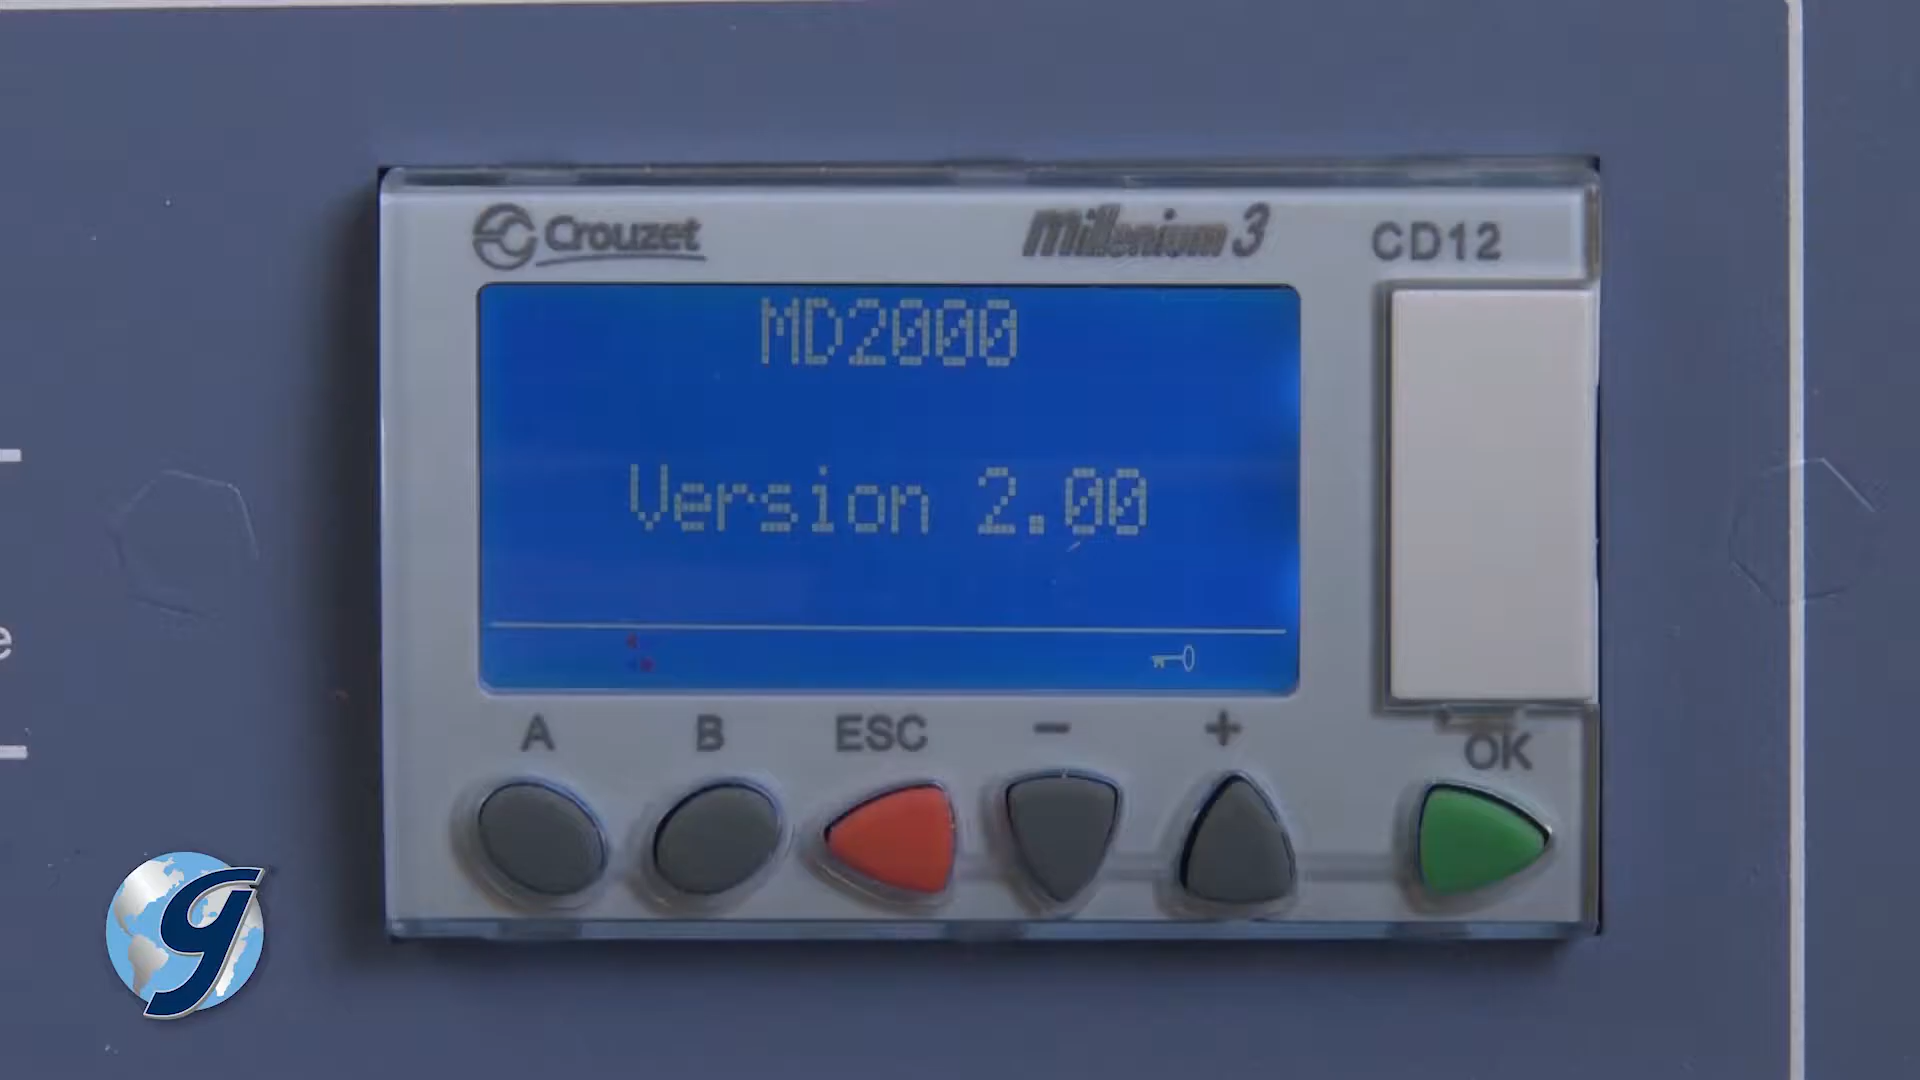 Crouzet
Millenium 3
CD12
MD2000
Version 2.00
A
B
ESC
-
+
OK
e
g